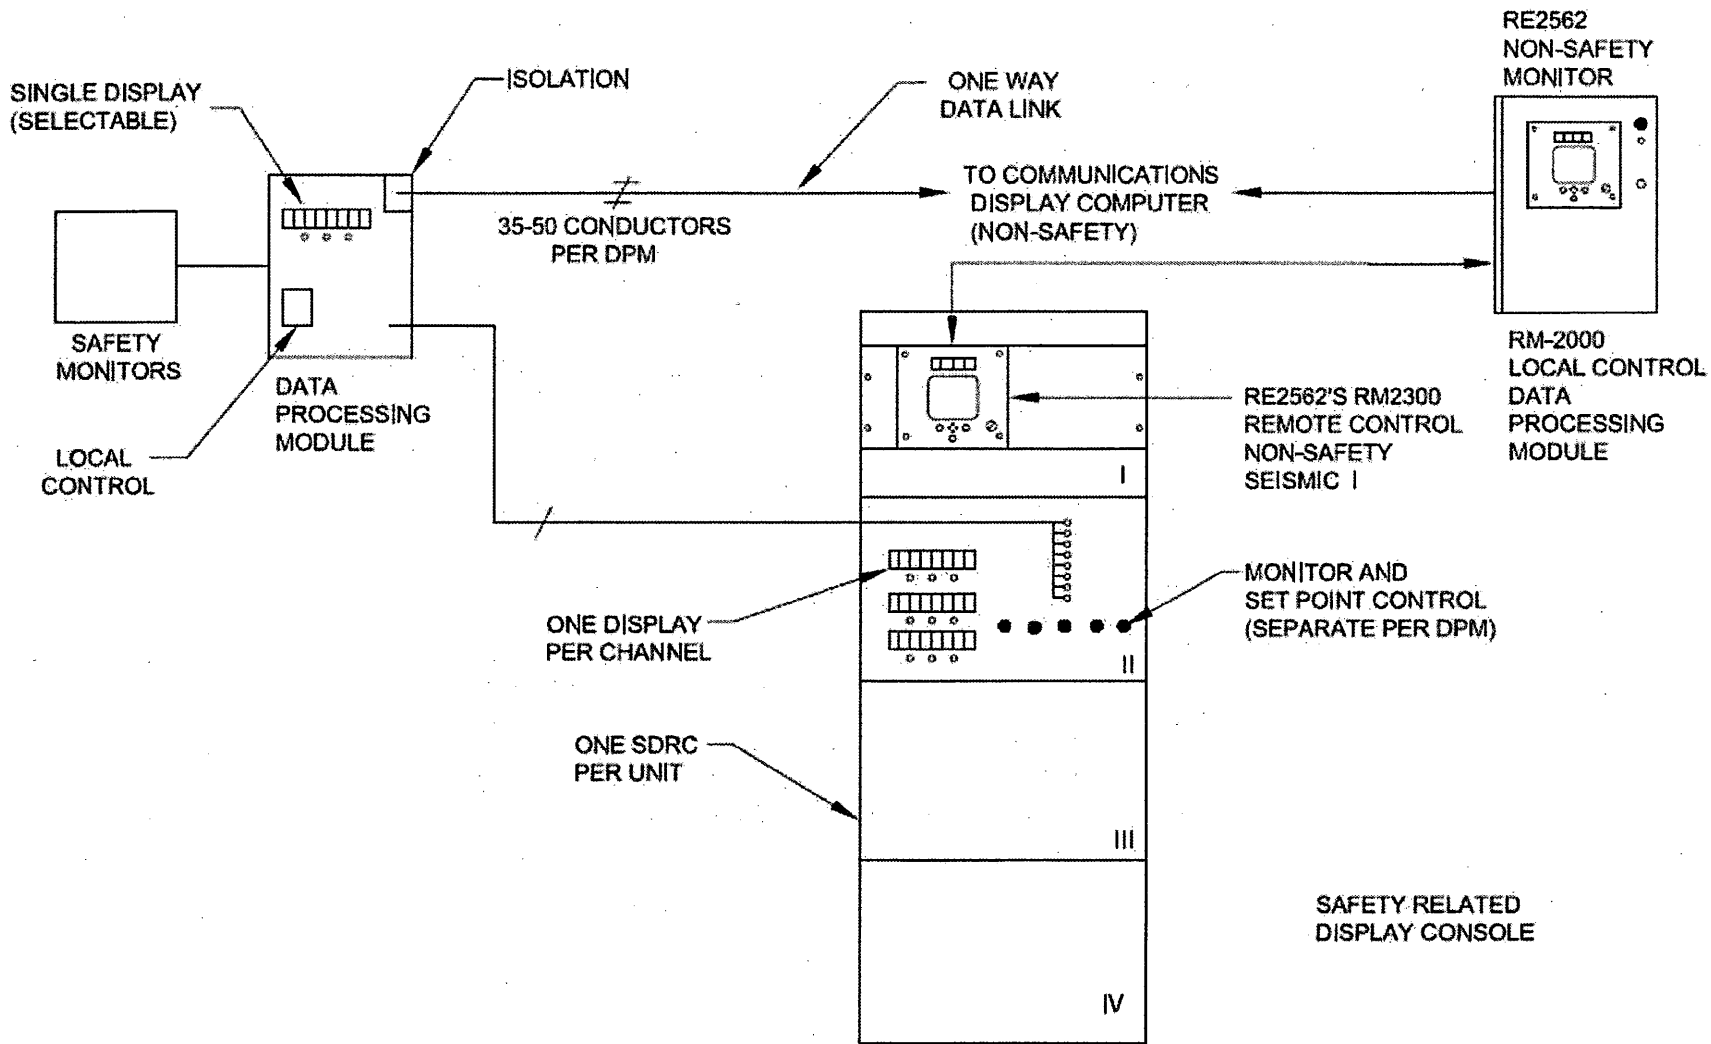 RE2562
NON-SAFETY
MONITOR
ISOLATION
ONE WAY
DATA LINK
SINGLE DISPLAY
(SELECTABLE)
TO COMMUNICATIONS
DISPLAY COMPUTER
(NON-SAFETY)
35-50 CONDUCTORS
PER DPM
SAFETY
MONITORS
DATA
PROCESSING
MODULE
LOCAL
CONTROL
RM-2000
LOCAL CONTROL
DATA
PROCESSING
MODULE
RE2562'S RM2300
REMOTE CONTROL
NON-SAFETY
SEISMIC I
I
MONITOR AND
SET POINT CONTROL
(SEPARATE PER DPM)
ONE DISPLAY
PER CHANNEL
II
ONE SDRC
PER UNIT
III
SAFETY RELATED
DISPLAY CONSOLE
IV